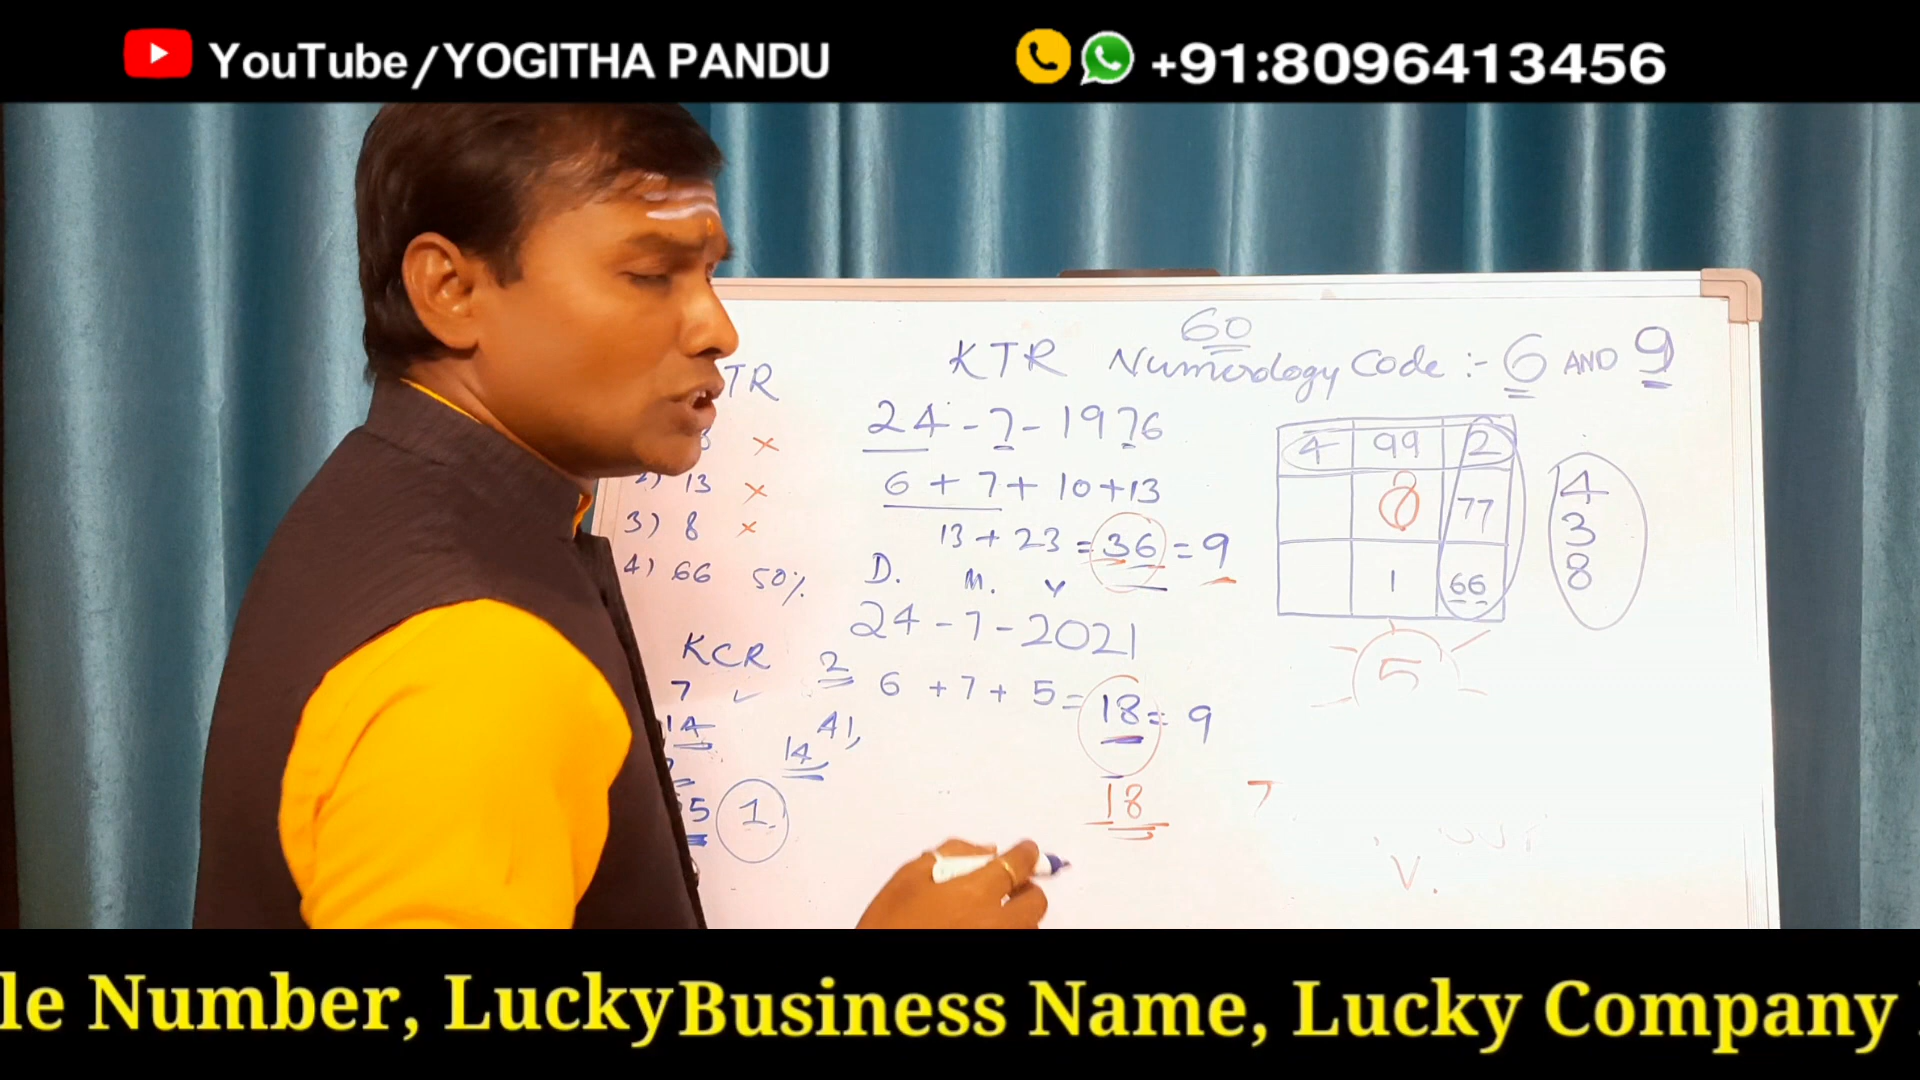 YouTube/YOGITHA PANDU
+91:8096413456
TR
×
2) 13 ×
3) 8 ×
4) 66 50%
KCR
7 ✓
14
5 1
2
41,
14
60
KTR Numerology Code :- 6 AND 9
24 - 7 - 1976
6 + 7 + 10 + 13
13 + 23 = 36 = 9
D. M. Y
24 - 7 - 2021
6 + 7 + 5 = 18 = 9
18
7
V.
4 99 2
77
1 66
4
3
8
5
le Number, Lucky Business Name, Lucky Company